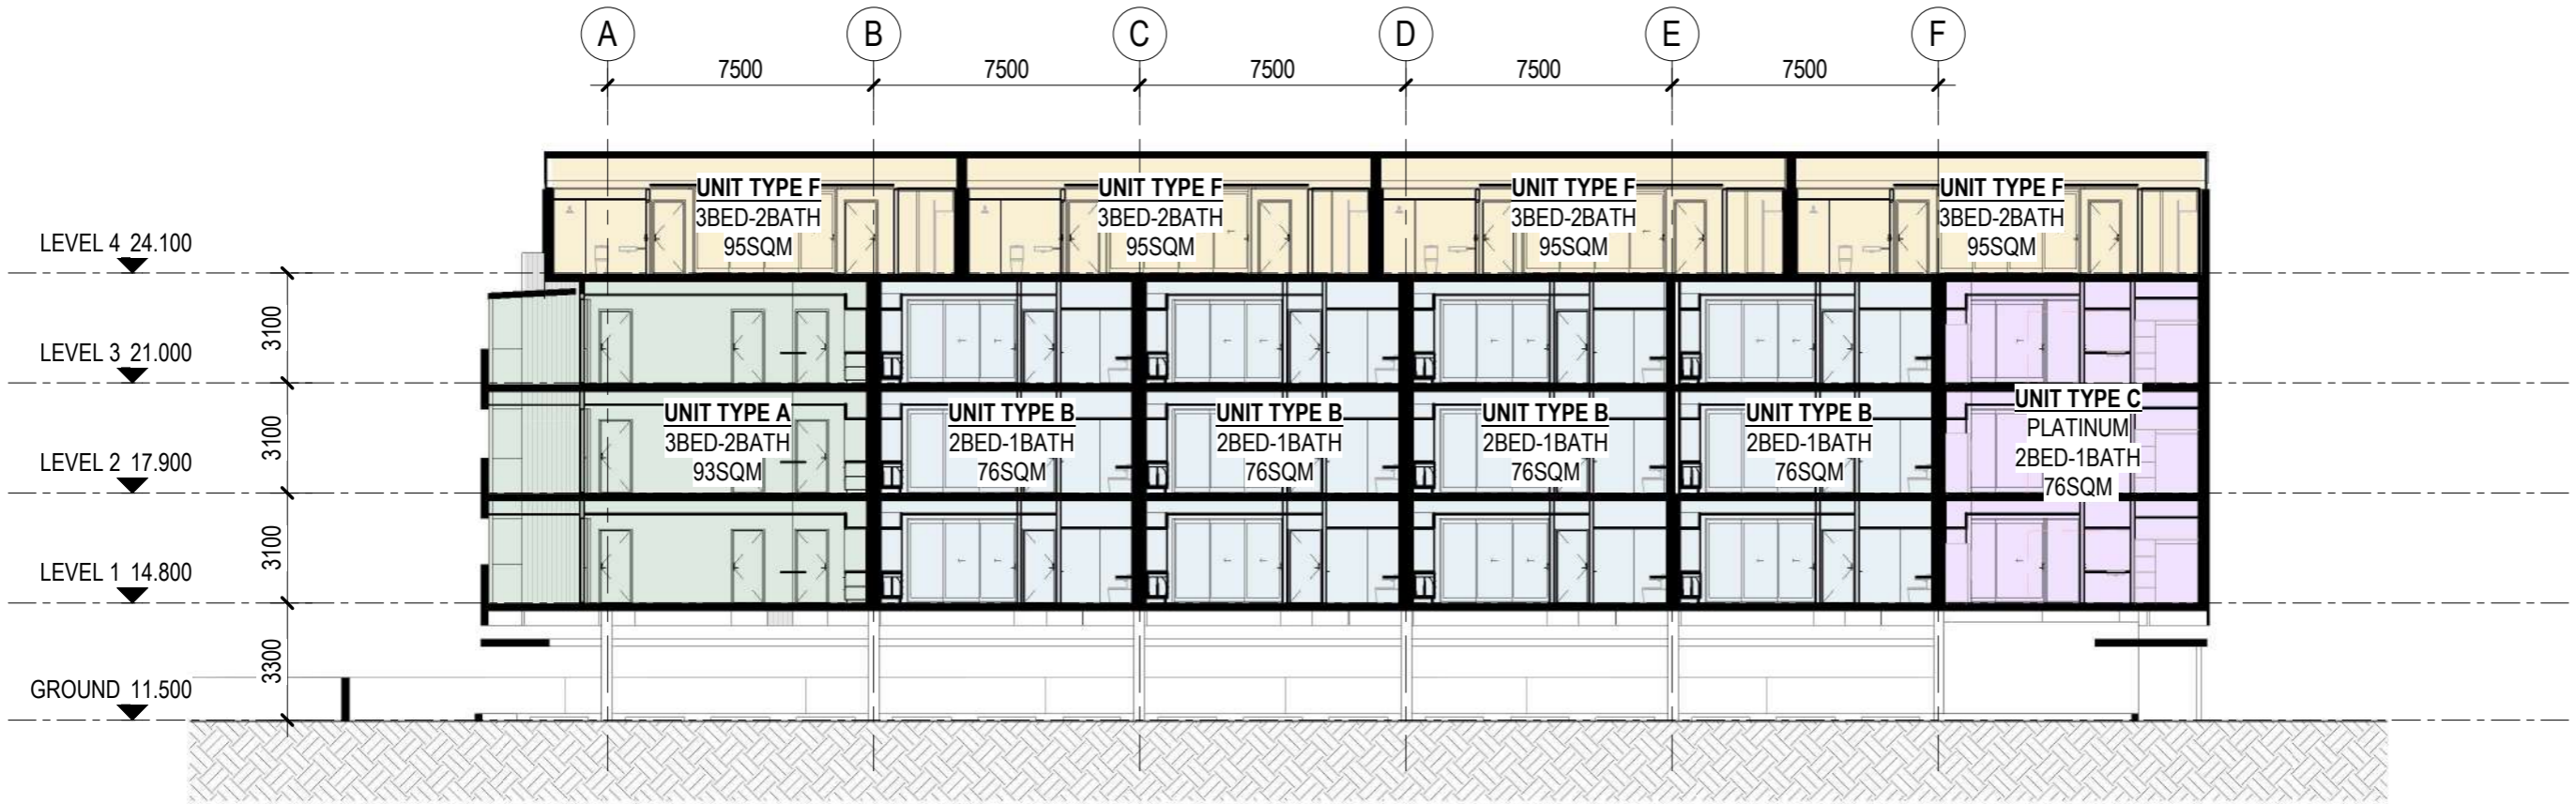 A B C D E F
7500 7500 7500 7500 7500
UNIT TYPE F
3BED-2BATH
95SQM
UNIT TYPE F
3BED-2BATH
95SQM
UNIT TYPE F
3BED-2BATH
95SQM
UNIT TYPE F
3BED-2BATH
95SQM
LEVEL 4 24.100
3100
LEVEL 3 21.000
3100
LEVEL 2 17.900
3100
LEVEL 1 14.800
3300
GROUND 11.500
UNIT TYPE A
3BED-2BATH
93SQM
UNIT TYPE B
2BED-1BATH
76SQM
UNIT TYPE B
2BED-1BATH
76SQM
UNIT TYPE B
2BED-1BATH
76SQM
UNIT TYPE B
2BED-1BATH
76SQM
UNIT TYPE C
PLATINUM
2BED-1BATH
76SQM